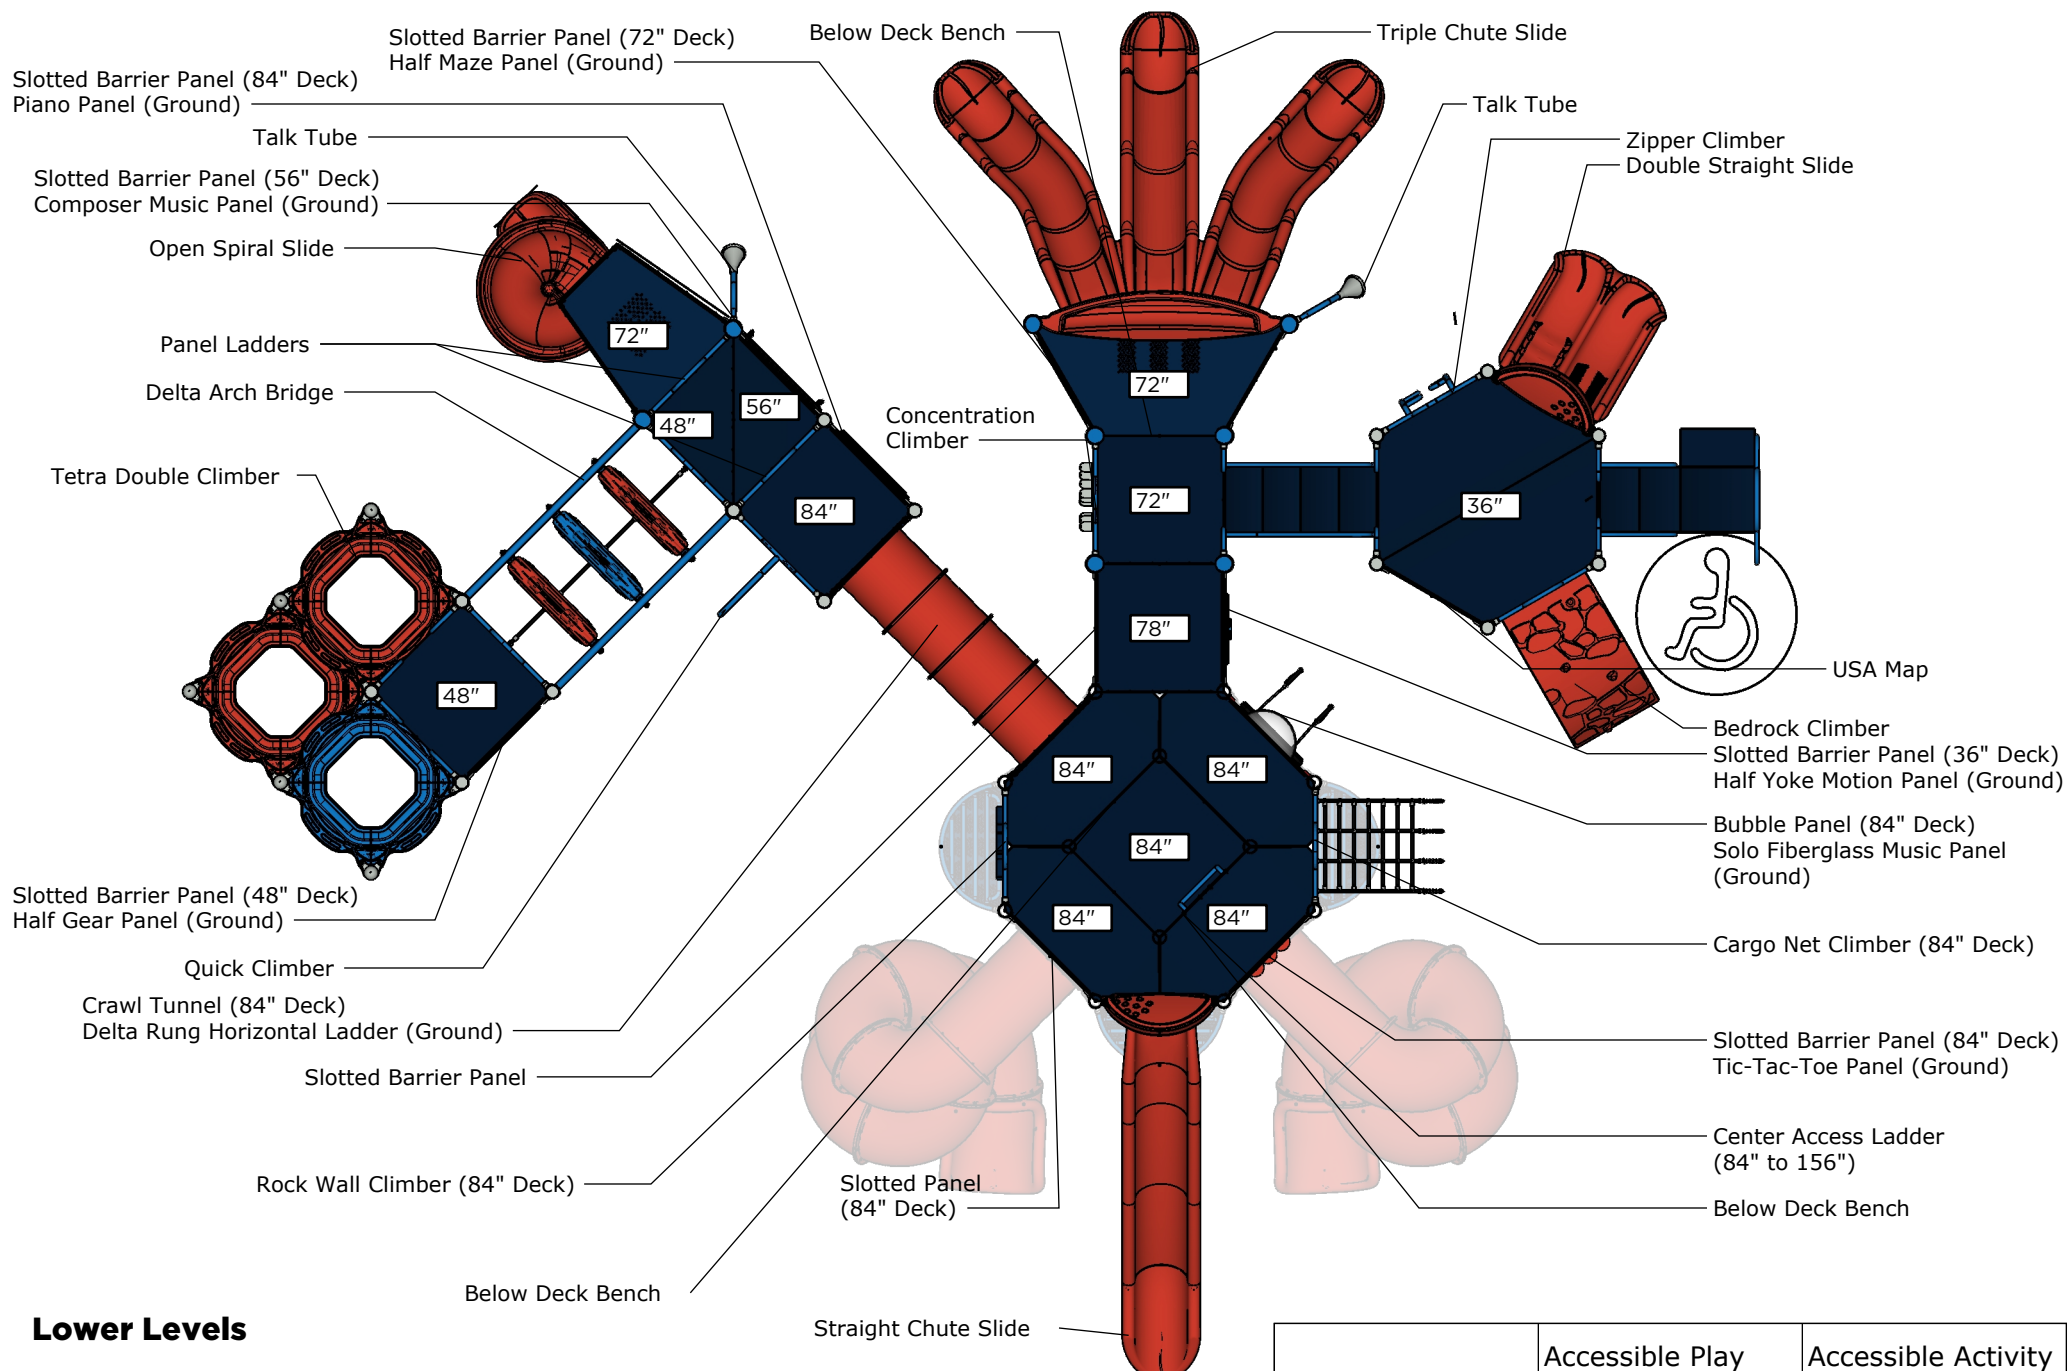 Slotted Barrier Panel (72" Deck)
Half Maze Panel (Ground)
Below Deck Bench
Triple Chute Slide
Slotted Barrier Panel (84" Deck)
Piano Panel (Ground)
Talk Tube
Talk Tube
Zipper Climber
Double Straight Slide
Slotted Barrier Panel (56" Deck)
Composer Music Panel (Ground)
Open Spiral Slide
72"
Panel Ladders
72"
Delta Arch Bridge
56"
48"
Concentration
Climber
Tetra Double Climber
72"
36"
84"
78"
USA Map
48"
Bedrock Climber
Slotted Barrier Panel (36" Deck)
Half Yoke Motion Panel (Ground)
84"
84"
Bubble Panel (84" Deck)
Solo Fiberglass Music Panel
(Ground)
84"
Slotted Barrier Panel (48" Deck)
Half Gear Panel (Ground)
84"
84"
Cargo Net Climber (84" Deck)
Quick Climber
Crawl Tunnel (84" Deck)
Delta Rung Horizontal Ladder (Ground)
Slotted Barrier Panel (84" Deck)
Tic-Tac-Toe Panel (Ground)
Slotted Barrier Panel
Center Access Ladder
(84" to 156")
Rock Wall Climber (84" Deck)
Slotted Panel
(84" Deck)
Below Deck Bench
Below Deck Bench
Lower Levels
Straight Chute Slide
Accessible Play
Accessible Activity